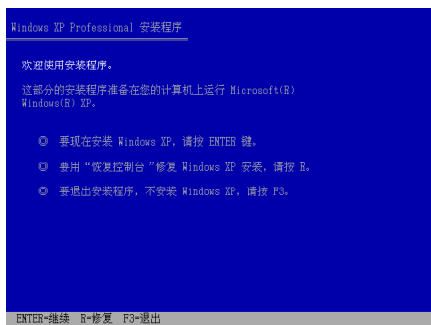 Windows XP Professional 安装程序
欢迎使用安装程序。
这部分的安装程序准备在您的计算机上运行 Microsoft(R)
Windows(R) XP。
◎ 要现在安装 Windows XP，请按 ENTER 键。
◎ 要用“恢复控制台”修复 Windows XP 安装，请按 R。
◎ 要退出安装程序，不安装 Windows XP，请按 F3。
ENTER=继续 R=修复 F3=退出